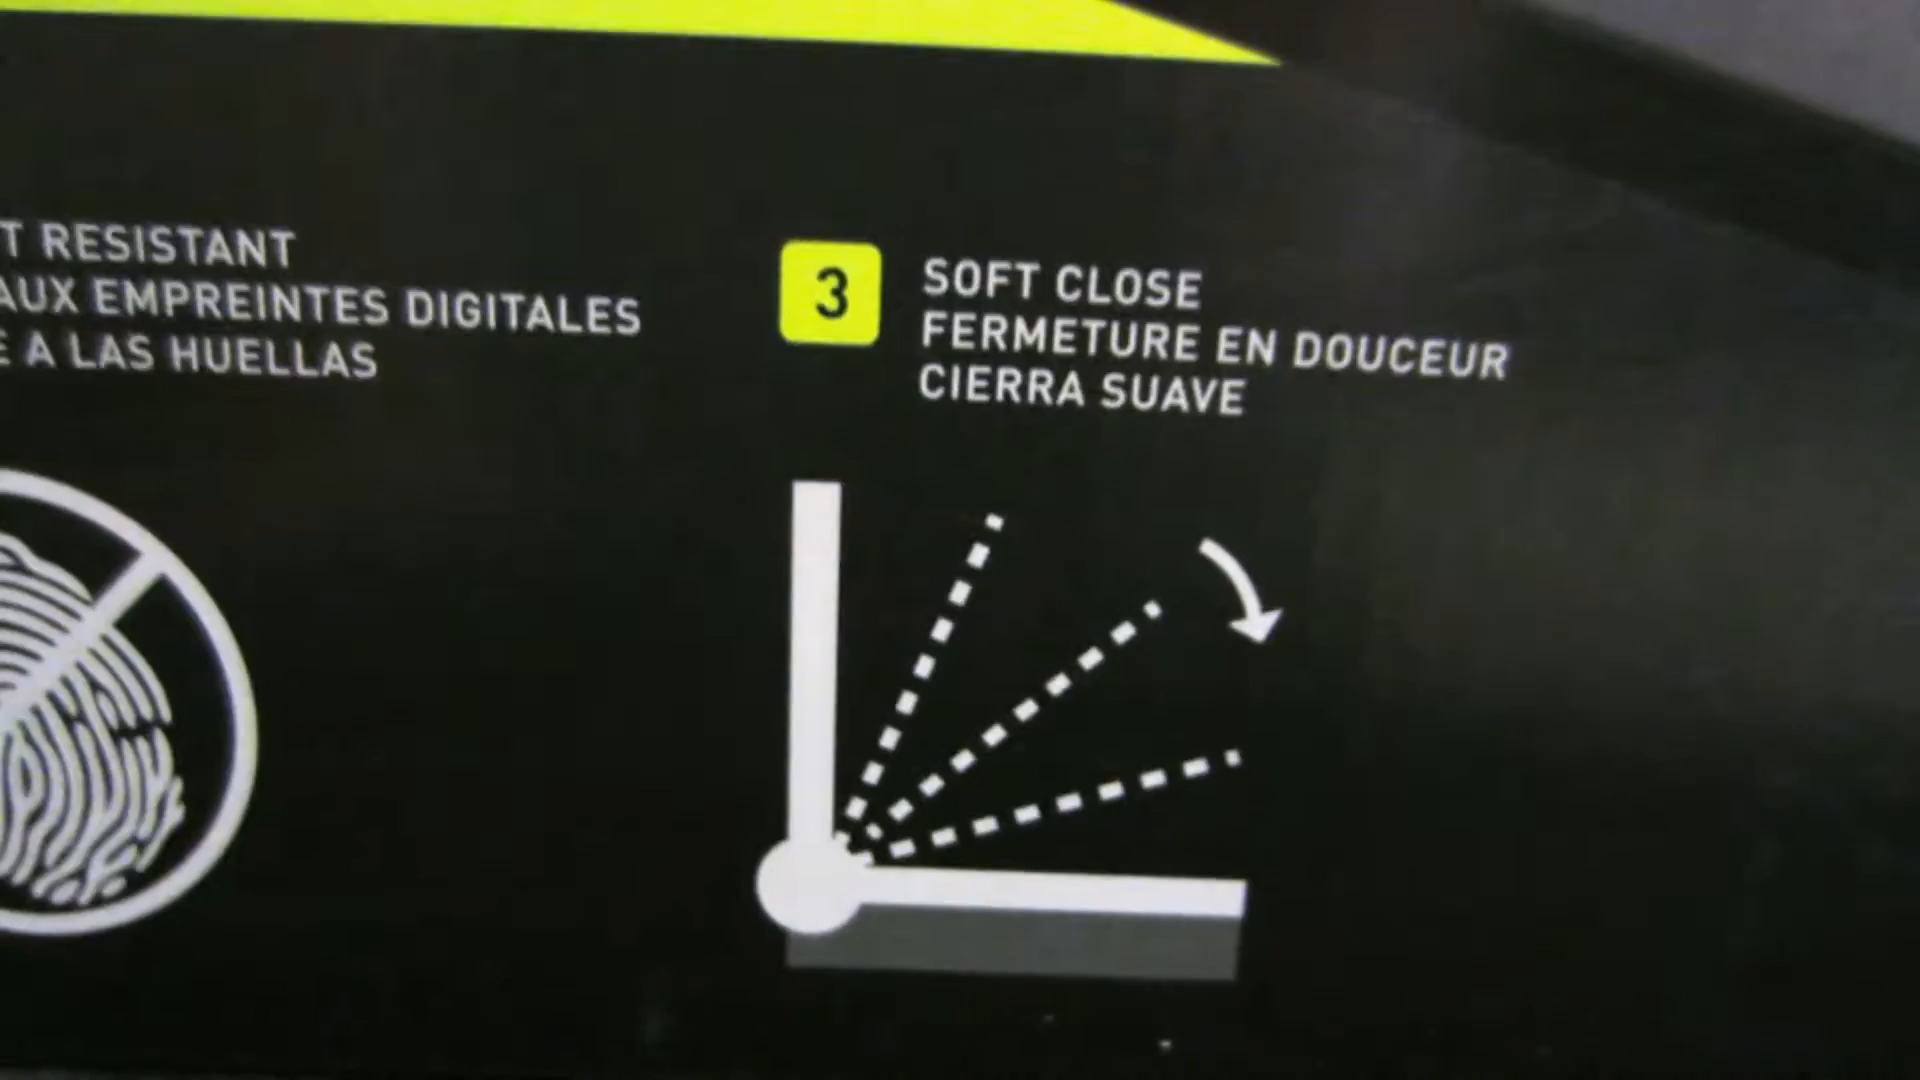 T RESISTANT
AUX EMPREINTES DIGITALES
E A LAS HUELLAS
3
SOFT CLOSE
FERMETURE EN DOUCEUR
CIERRA SUAVE